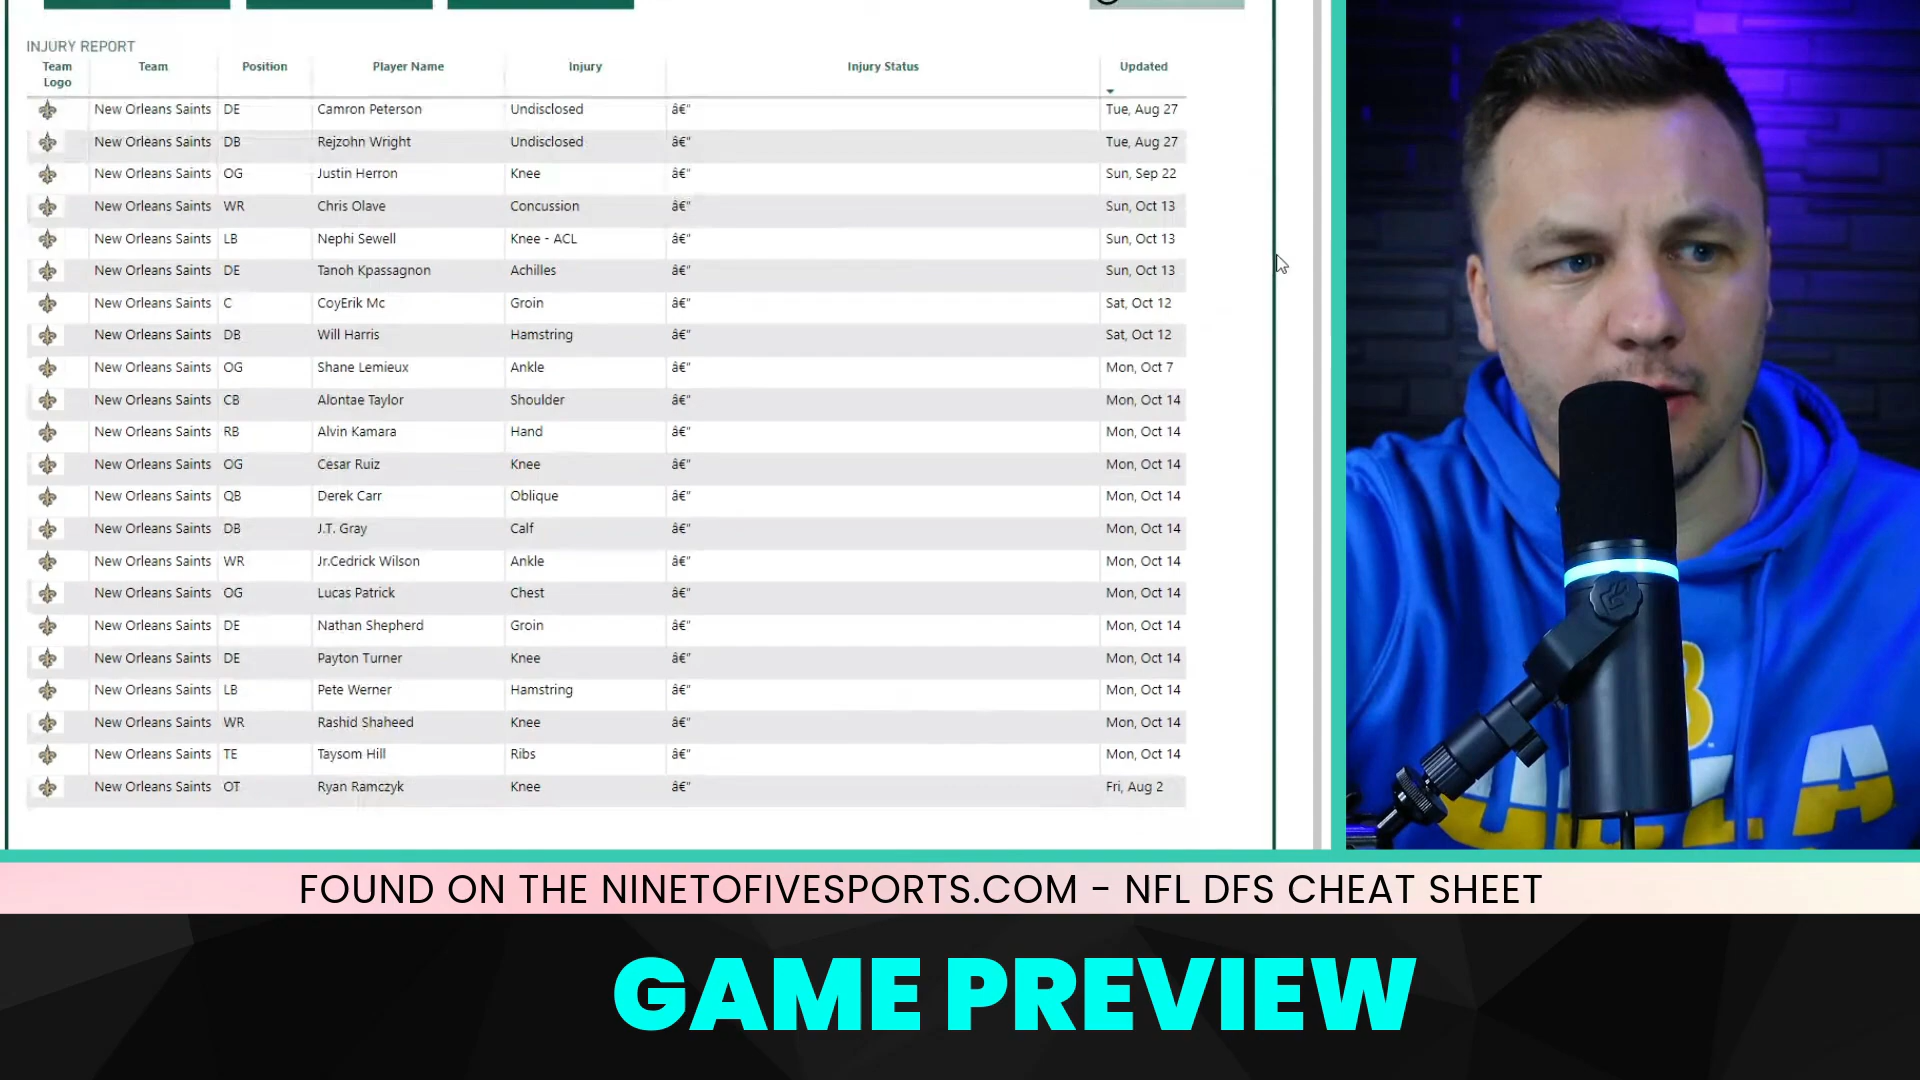 INJURY REPORT
Team Logo Team Position Player Name Injury Injury Status Updated
New Orleans Saints DE Camron Peterson Undisclosed â€“ Tue, Aug 27
New Orleans Saints DB Rejzohn Wright Undisclosed â€“ Tue, Aug 27
New Orleans Saints OG Justin Herron Knee â€“ Sun, Sep 22
New Orleans Saints WR Chris Olave Concussion â€“ Sun, Oct 13
New Orleans Saints LB Nephi Sewell Knee - ACL â€“ Sun, Oct 13
New Orleans Saints DE Tanoh Kpassagnon Achilles â€“ Sun, Oct 13
New Orleans Saints C CoyErik Mc Groin â€“ Sat, Oct 12
New Orleans Saints DB Will Harris Hamstring â€“ Sat, Oct 12
New Orleans Saints OG Shane Lemieux Ankle â€“ Mon, Oct 7
New Orleans Saints CB Alontae Taylor Shoulder â€“ Mon, Oct 14
New Orleans Saints RB Alvin Kamara Hand â€“ Mon, Oct 14
New Orleans Saints OG Cesar Ruiz Knee â€“ Mon, Oct 14
New Orleans Saints QB Derek Carr Oblique â€“ Mon, Oct 14
New Orleans Saints DB J.T. Gray Calf â€“ Mon, Oct 14
New Orleans Saints WR Jr.Cedrick Wilson Ankle â€“ Mon, Oct 14
New Orleans Saints OG Lucas Patrick Chest â€“ Mon, Oct 14
New Orleans Saints DE Nathan Shepherd Groin â€“ Mon, Oct 14
New Orleans Saints DE Payton Turner Knee â€“ Mon, Oct 14
New Orleans Saints LB Pete Werner Hamstring â€“ Mon, Oct 14
New Orleans Saints WR Rashid Shaheed Knee â€“ Mon, Oct 14
New Orleans Saints TE Taysom Hill Ribs â€“ Mon, Oct 14
New Orleans Saints OT Ryan Ramczyk Knee â€“ Fri, Aug 2
FOUND ON THE NINETOFIVESPORTS.COM - NFL DFS CHEAT SHEET
GAME PREVIEW